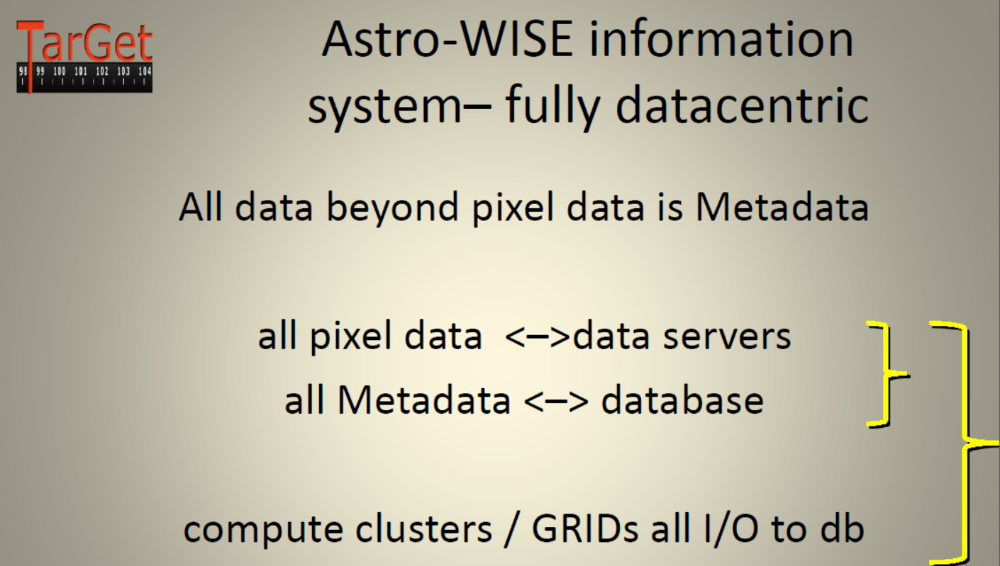 TarGet
98 99 100 101 102 103 104
Astro-WISE information
system– fully datacentric
All data beyond pixel data is Metadata
all pixel data <–>data servers
all Metadata <–> database
compute clusters / GRIDs all I/O to db